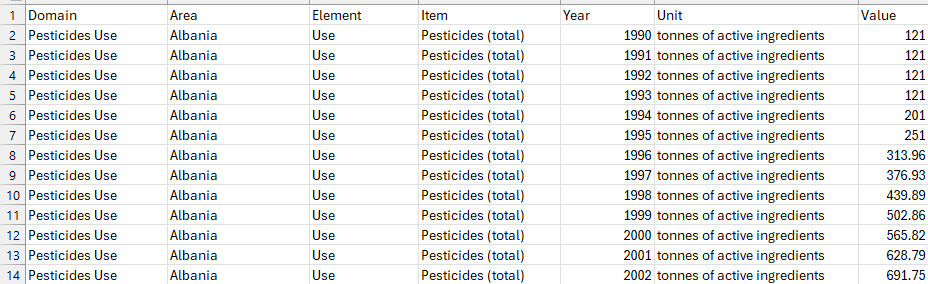 1 Domain Area Element Item Year Unit Value
2 Pesticides Use Albania Use Pesticides (total) 1990 tonnes of active ingredients 121
3 Pesticides Use Albania Use Pesticides (total) 1991 tonnes of active ingredients 121
4 Pesticides Use Albania Use Pesticides (total) 1992 tonnes of active ingredients 121
5 Pesticides Use Albania Use Pesticides (total) 1993 tonnes of active ingredients 121
6 Pesticides Use Albania Use Pesticides (total) 1994 tonnes of active ingredients 201
7 Pesticides Use Albania Use Pesticides (total) 1995 tonnes of active ingredients 251
8 Pesticides Use Albania Use Pesticides (total) 1996 tonnes of active ingredients 313.96
9 Pesticides Use Albania Use Pesticides (total) 1997 tonnes of active ingredients 376.93
10 Pesticides Use Albania Use Pesticides (total) 1998 tonnes of active ingredients 439.89
11 Pesticides Use Albania Use Pesticides (total) 1999 tonnes of active ingredients 502.86
12 Pesticides Use Albania Use Pesticides (total) 2000 tonnes of active ingredients 565.82
13 Pesticides Use Albania Use Pesticides (total) 2001 tonnes of active ingredients 628.79
14 Pesticides Use Albania Use Pesticides (total) 2002 tonnes of active ingredients 691.75